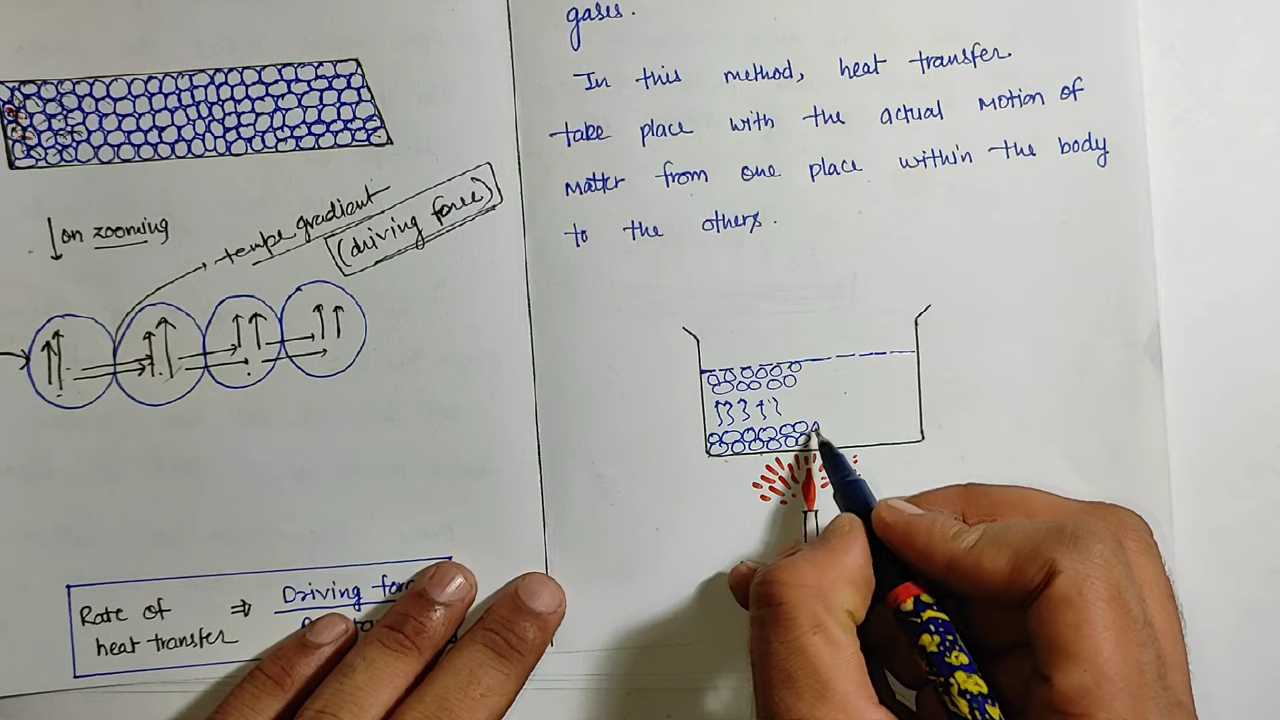 ↓on zooming
tempe gradient
(driving force)
Rate of
heat transfer ⇒ Driving
gases.
In this method, heat transfer
take place with the actual Motion of
Matter from one place within the body
to the others.